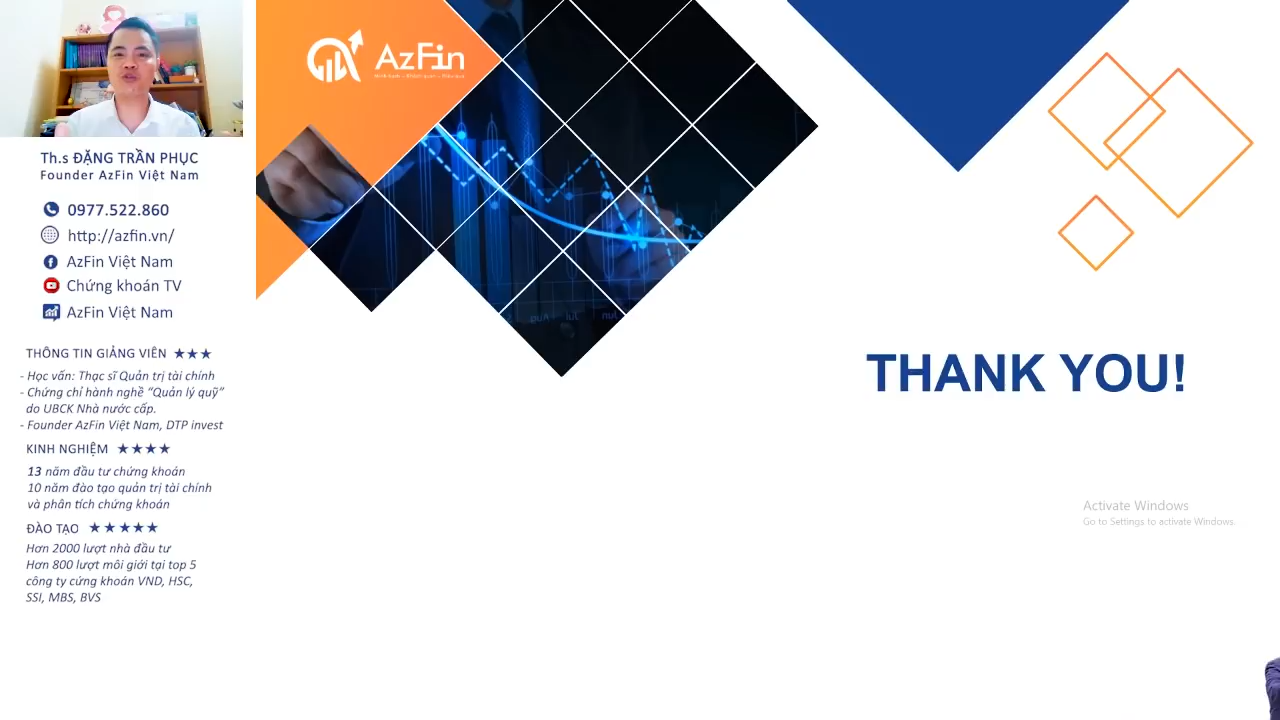 Th.s ĐẶNG TRẦN PHỤC
Founder AzFin Việt Nam
0977.522.860
http://azfin.vn/
AzFin Việt Nam
Chứng khoán TV
AzFin Việt Nam
THÔNG TIN GIẢNG VIÊN ★★★
- Học vấn: Thạc sĩ Quản trị tài chính
- Chứng chỉ hành nghề “Quản lý quỹ”
do UBCK Nhà nước cấp.
- Founder AzFin Việt Nam, DTP invest
KINH NGHIỆM ★★★★
13 năm đầu tư chứng khoán
10 năm đào tạo quản trị tài chính
và phân tích chứng khoán
ĐÀO TẠO ★★★★★
Hơn 2000 lượt nhà đầu tư
Hơn 800 lượt môi giới tại top 5
công ty cứng khoán VND, HSC,
SSI, MBS, BVS
AzFin
THANK YOU!
Activate Windows
Go to Settings to activate Windows.